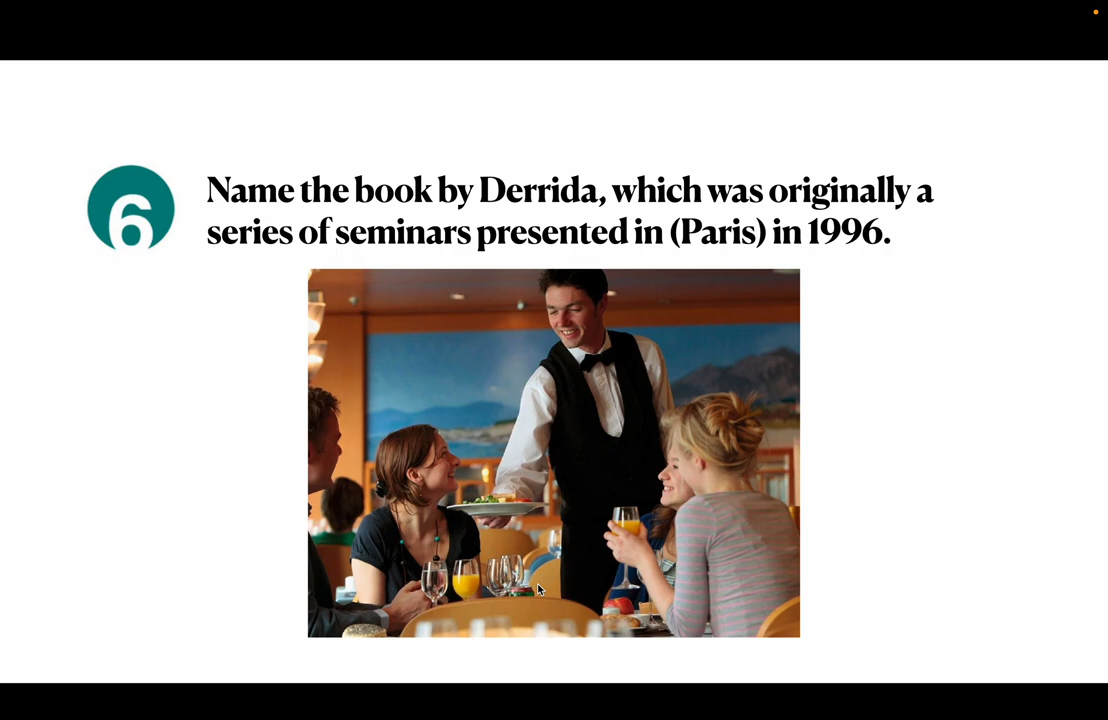 6
Name the book by Derrida, which was originally a
series of seminars presented in (Paris) in 1996.